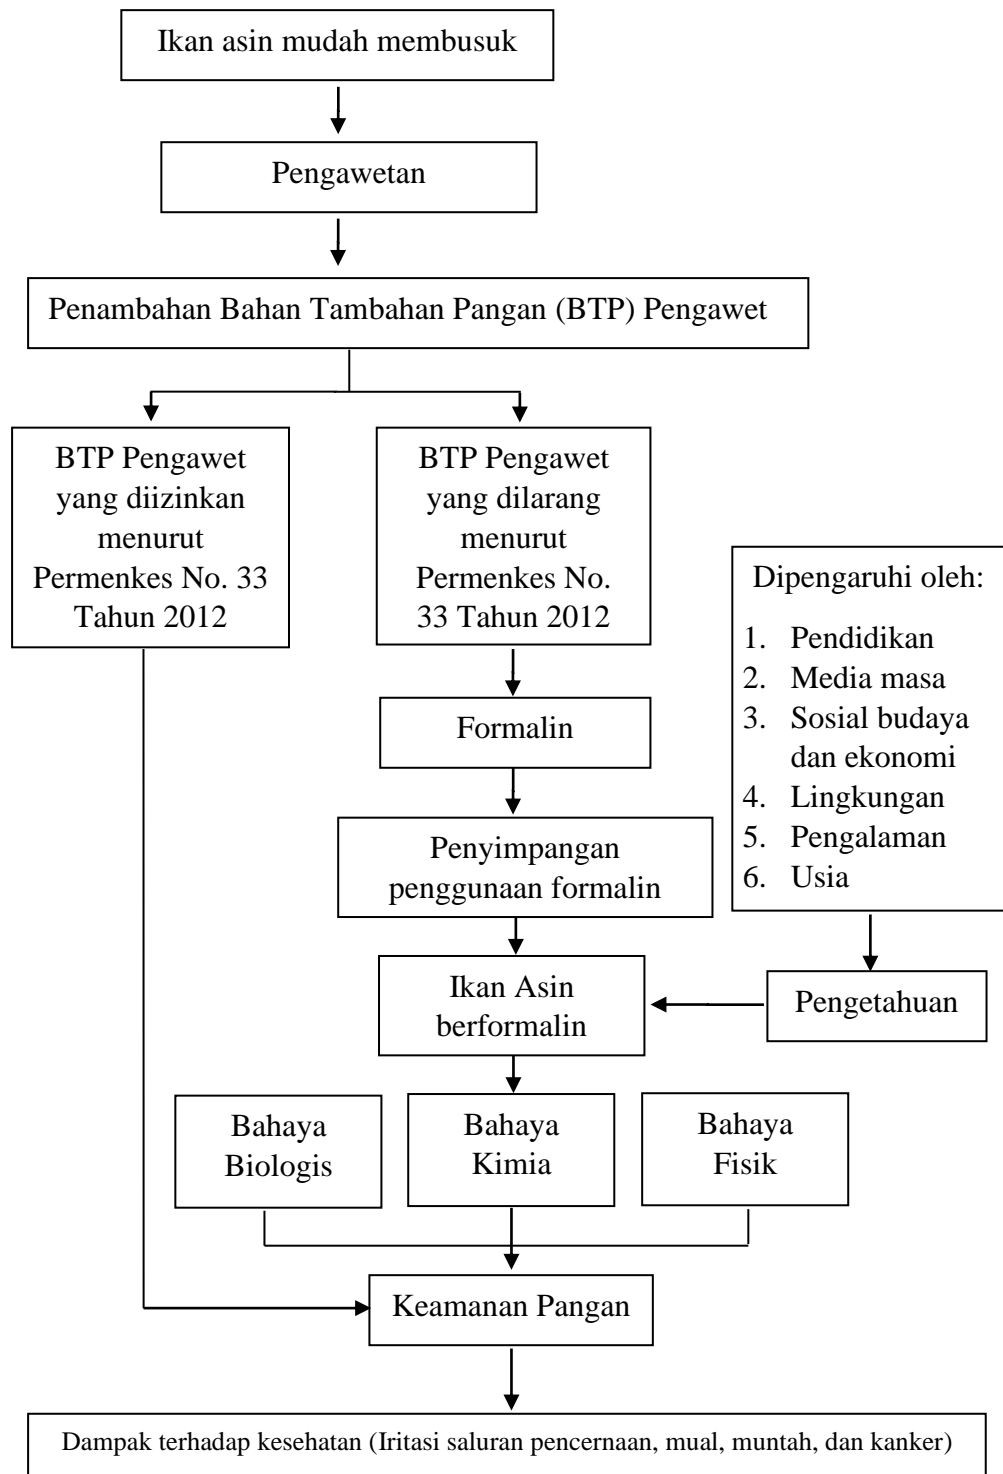 Ikan asin mudah membusuk
Pengawetan
Penambahan Bahan Tambahan Pangan (BTP) Pengawet
BTP Pengawet
yang diizinkan
menurut
Permenkes No. 33
Tahun 2012
BTP Pengawet
yang dilarang
menurut
Permenkes No.
33 Tahun 2012
Dipengaruhi oleh:
1. Pendidikan
2. Media masa
3. Sosial budaya
dan ekonomi
4. Lingkungan
5. Pengalaman
6. Usia
Formalin
Penyimpangan
penggunaan formalin
Ikan Asin
berformalin
Pengetahuan
Bahaya
Biologis
Bahaya
Kimia
Bahaya
Fisik
Keamanan Pangan
Dampak terhadap kesehatan (Iritasi saluran pencernaan, mual, muntah, dan kanker)